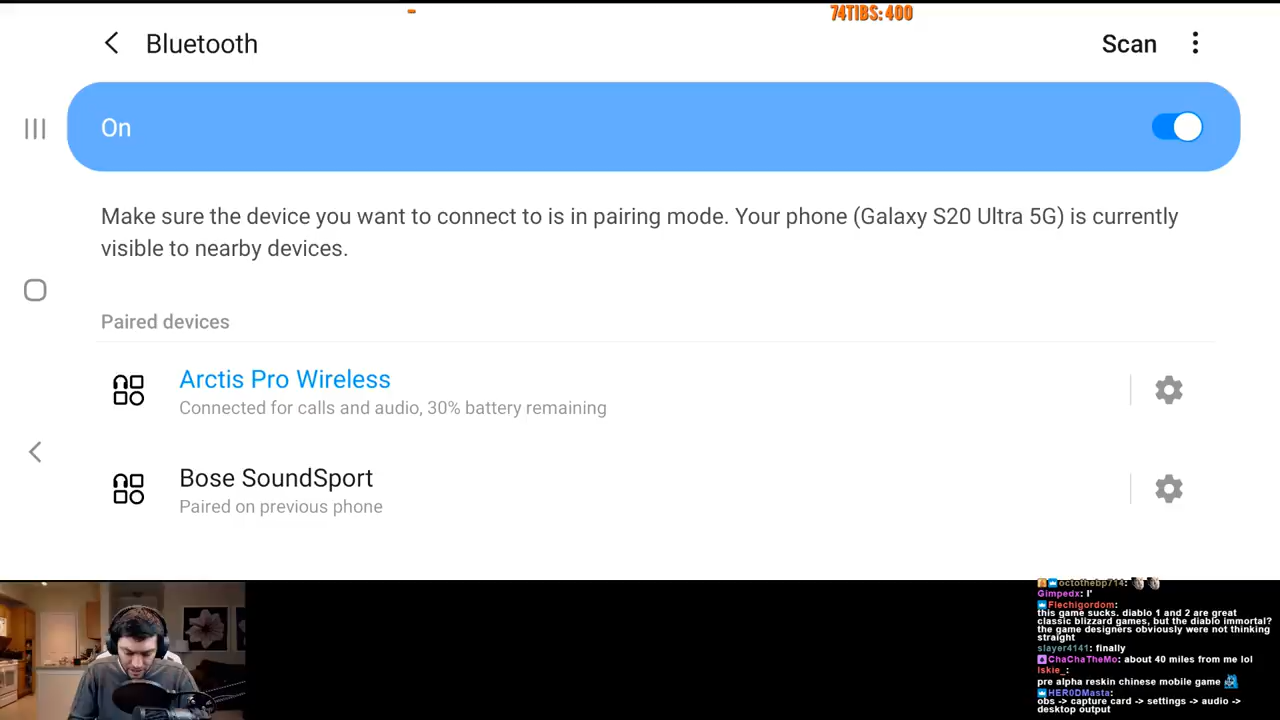 74TIBS: 400
Bluetooth
Scan
On
Make sure the device you want to connect to is in pairing mode. Your phone (Galaxy S20 Ultra 5G) is currently
visible to nearby devices.
Paired devices
Arctis Pro Wireless
Connected for calls and audio, 30% battery remaining
Bose SoundSport
Paired on previous phone
octothebp714:
Gimpedx: I'
Flechigordom:
this game sucks. diablo 1 and 2 are great
classic blizzard games, but the diablo immortal?
the game designers obviously were not thinking
straight
slayer4141: finally
ChaChaTheMo: about 40 miles from me lol
Iskie_:
pre alpha reskin chinese mobile game
HER0DMasta:
obs -> capture card -> settings -> audio ->
desktop output